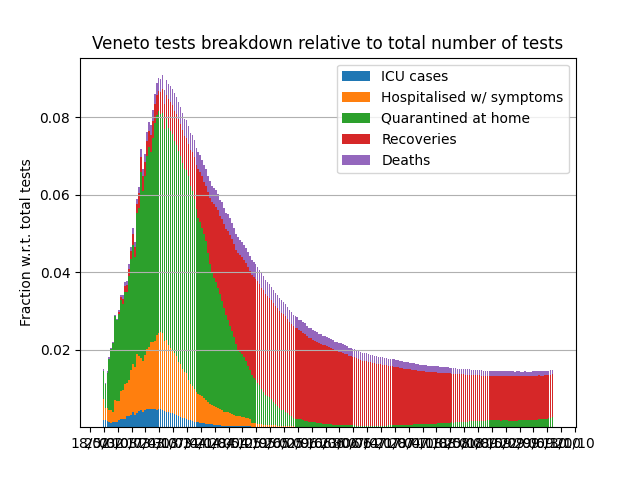 Veneto tests breakdown relative to total number of tests
ICU cases
Hospitalised w/ symptoms
Quarantined at home
Recoveries
Deaths
Fraction w.r.t. total tests
0.08
0.06
0.04
0.02